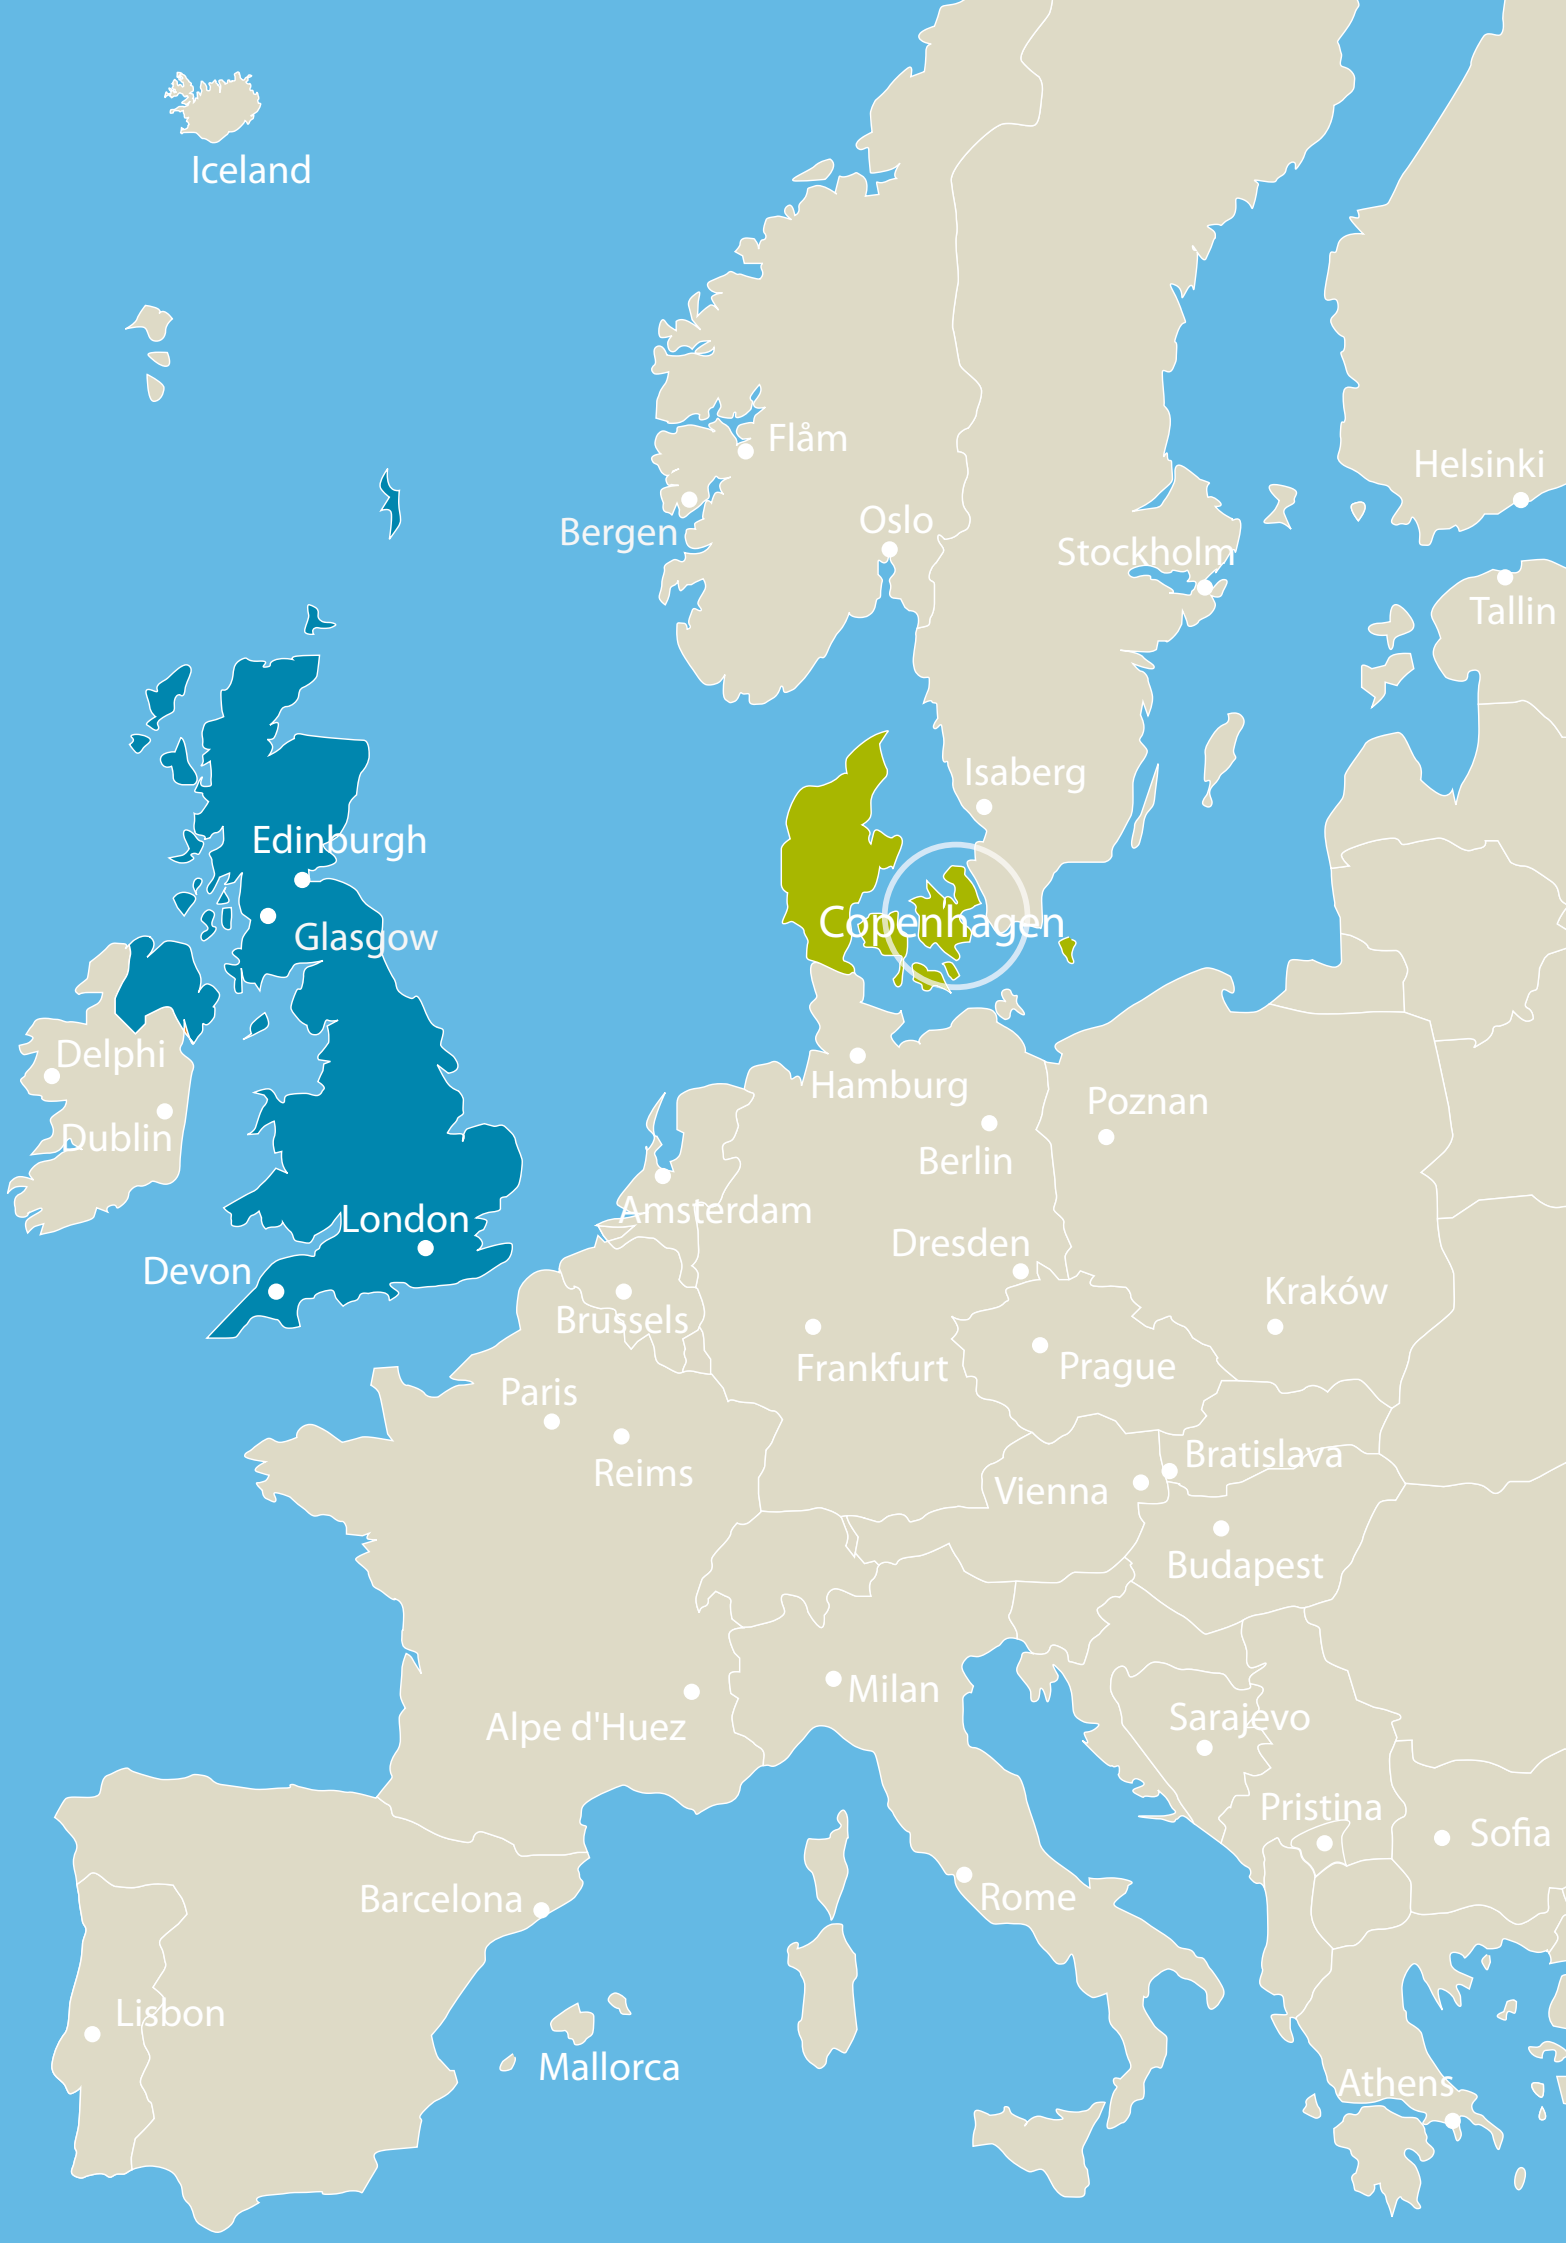 Iceland
Flåm
Helsinki
Oslo
Bergen
Stockholm
Tallin
Isaberg
Edinburgh
Copenhagen
Glasgow
Delphi
Hamburg
Poznan
Dublin
Berlin
Amsterdam
London
Dresden
Devon
Kraków
Brussels
Frankfurt
Prague
Paris
Bratislava
Reims
Vienna
Budapest
Milan
Sarajevo
Alpe d'Huez
Pristina
Sofia
Rome
Barcelona
Lisbon
Mallorca
Athens